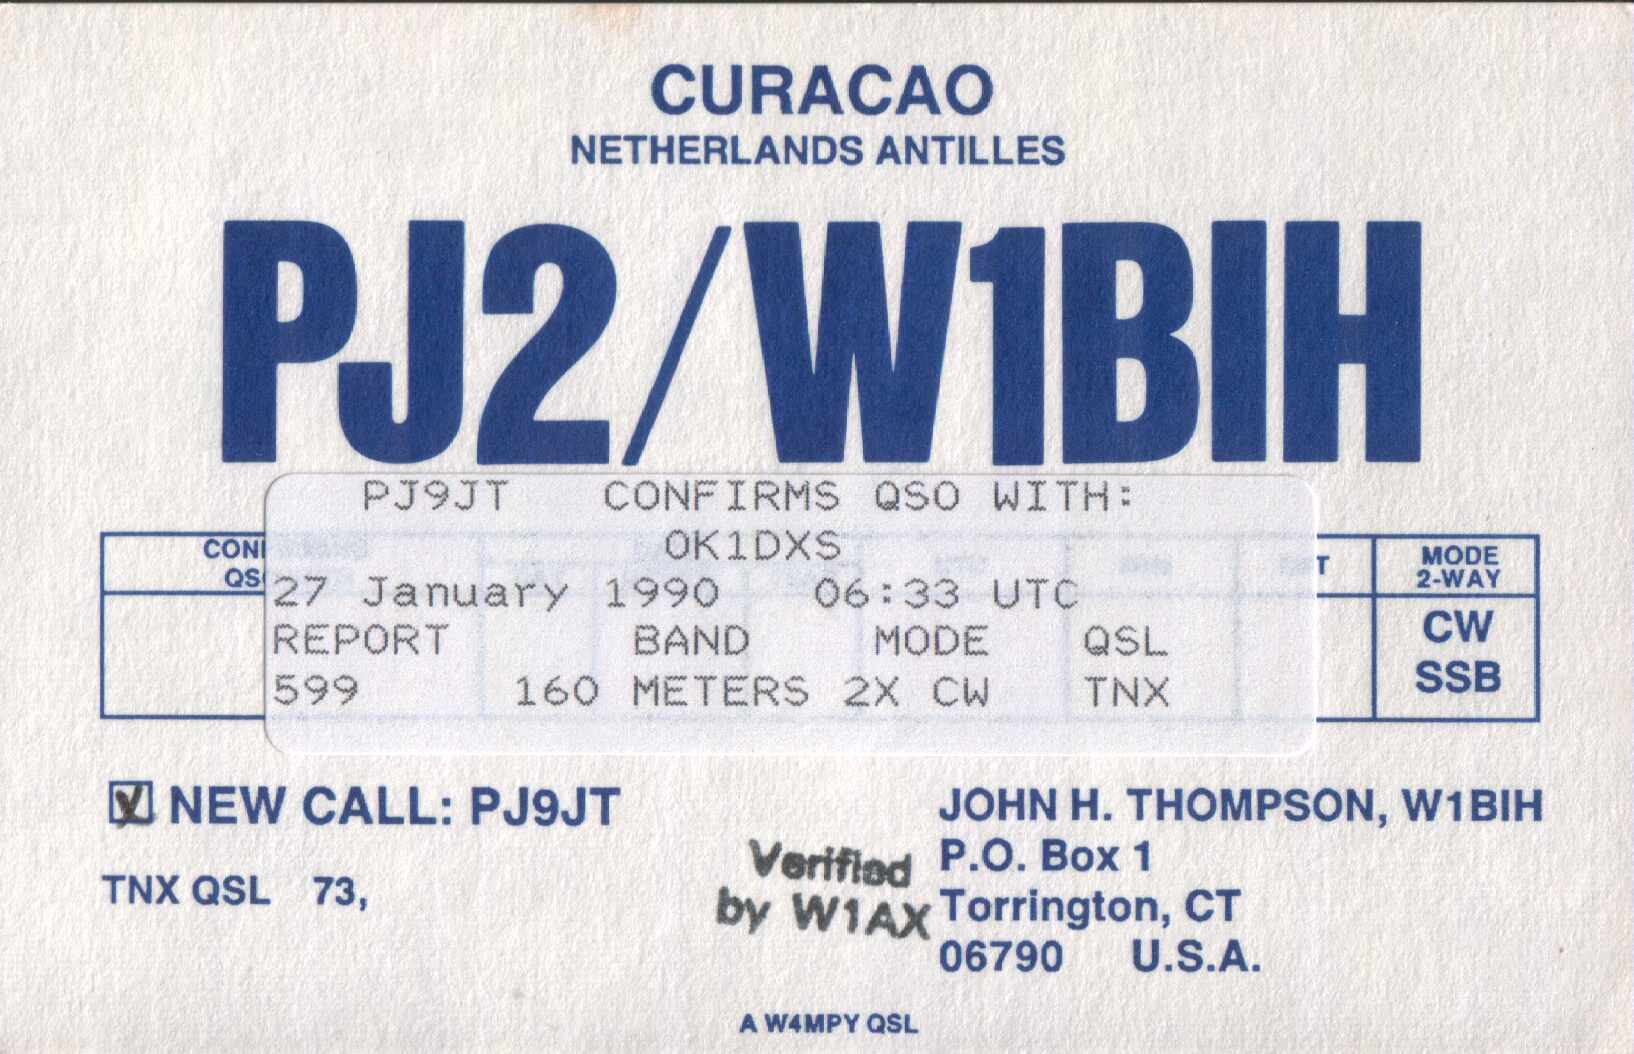 CURACAO
NETHERLANDS ANTILLES
PJ2/W1BIH
PJ9JT CONFIRMS QSO WITH:
OK1DXS
27 January 1990 06:33 UTC
REPORT BAND MODE QSL
599 160 METERS 2X CW TNX
MODE
2-WAY
CW
SSB
NEW CALL: PJ9JT
TNX QSL 73,
Verified
by W1AX
JOHN H. THOMPSON, W1BIH
P.O. Box 1
Torrington, CT
06790 U.S.A.
A W4MPY QSL